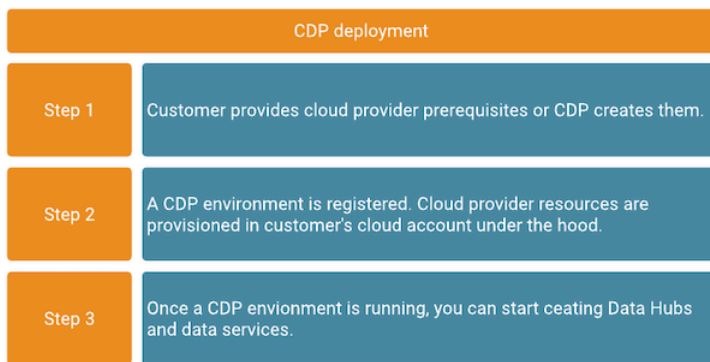 CDP deployment
Step 1
Customer provides cloud provider prerequisites or CDP creates them.
Step 2
A CDP environment is registered. Cloud provider resources are
provisioned in customer's cloud account under the hood.
Step 3
Once a CDP envionment is running, you can start ceating Data Hubs
and data services.